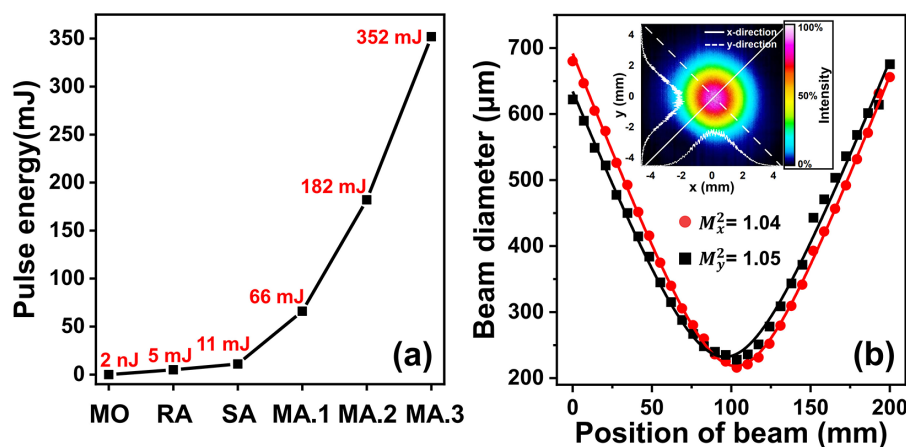 Pulse energy(mJ)
350
300
250
200
150
100
50
0
352 mJ
182 mJ
66 mJ
11 mJ
5 mJ
2 nJ
(a)
MO RA SA MA.1 MA.2 MA.3
Beam diameter (μm)
700
600
500
400
300
200
x-direction
y-direction
y (mm)
4
2
0
-2
-4
-4 -2 0 2 4
x (mm)
100%
50%
0%
Intensity
M²x = 1.04
M²y = 1.05
(b)
0 50 100 150 200
Position of beam (mm)